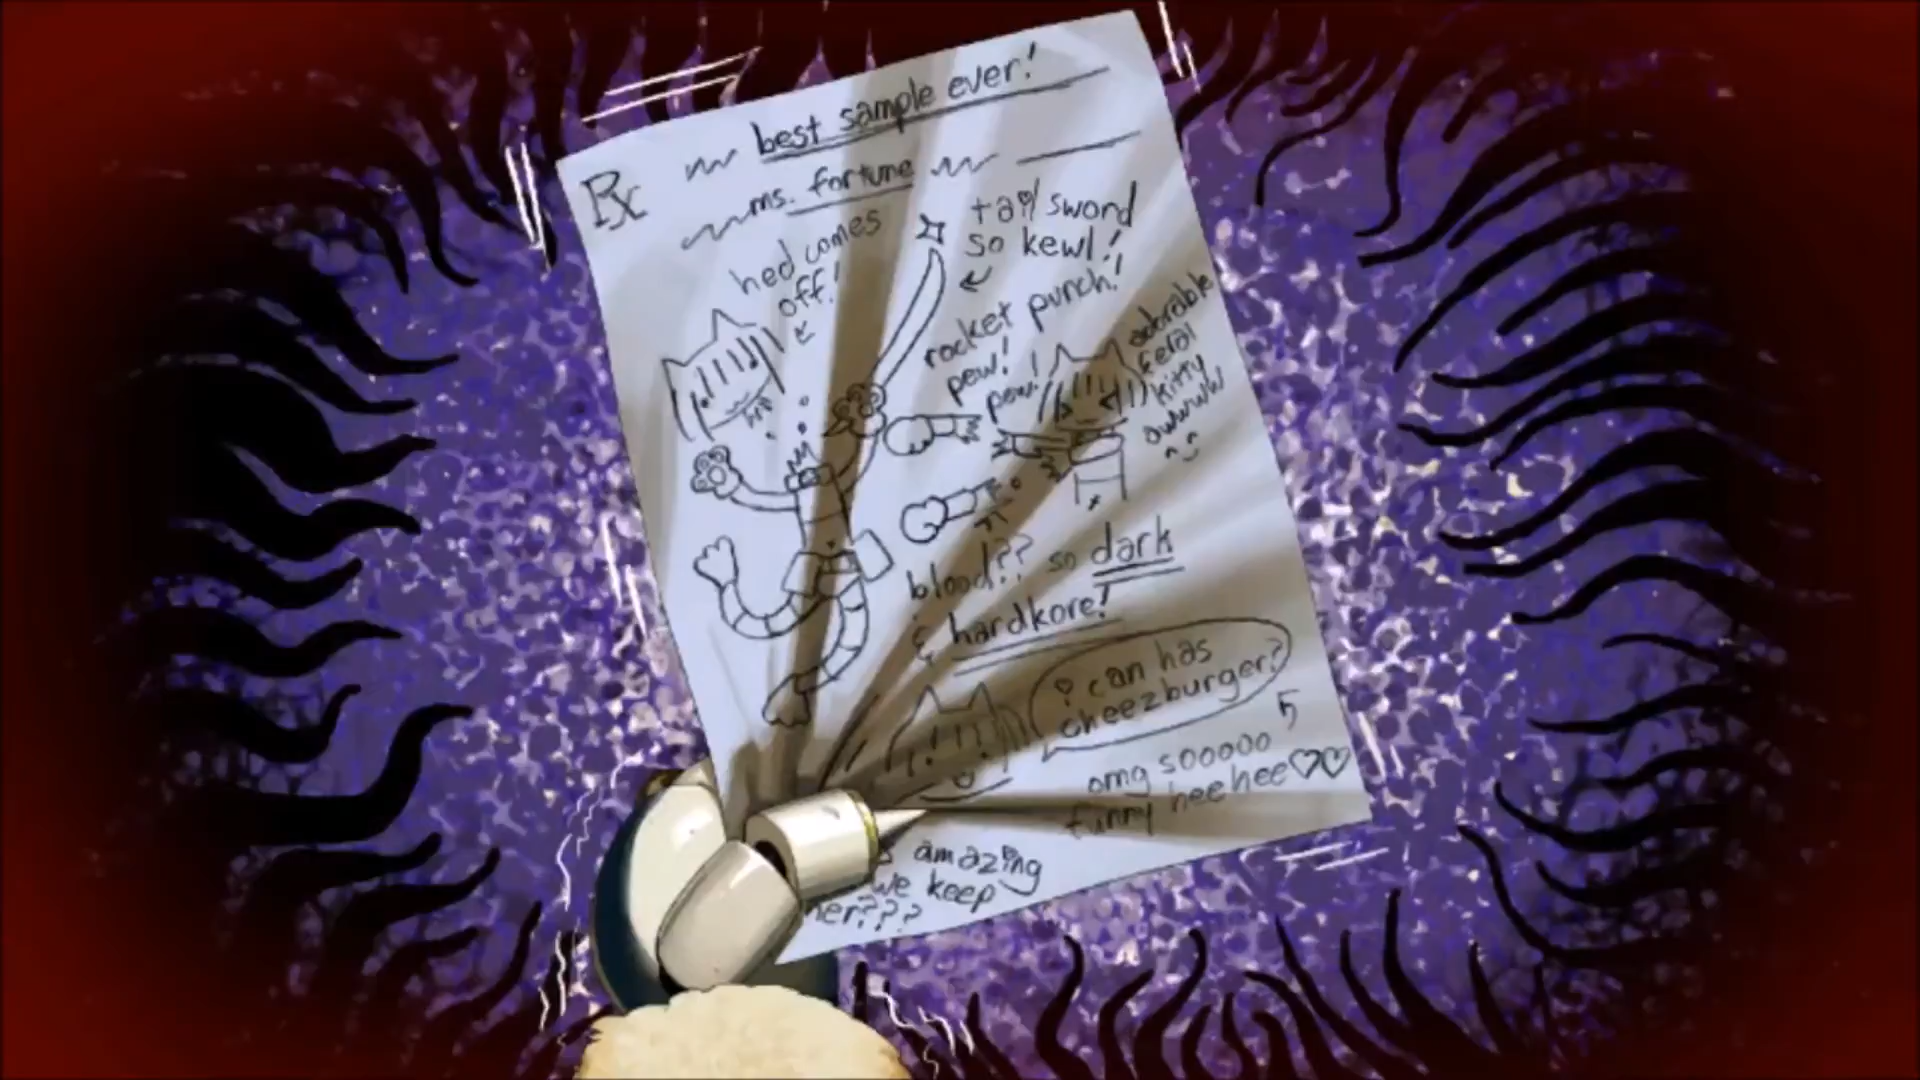 best sample ever!
Rx
ms. fortune
hed comes
off!
tail sword
so kewl!
rocket punch!
pew!
pew!
adorable
feral
kitty
awwww
blood?? so dark
& hardkore!
i can has
cheezburger?
omg sooooo
funny heehee
amazing
we keep
her???